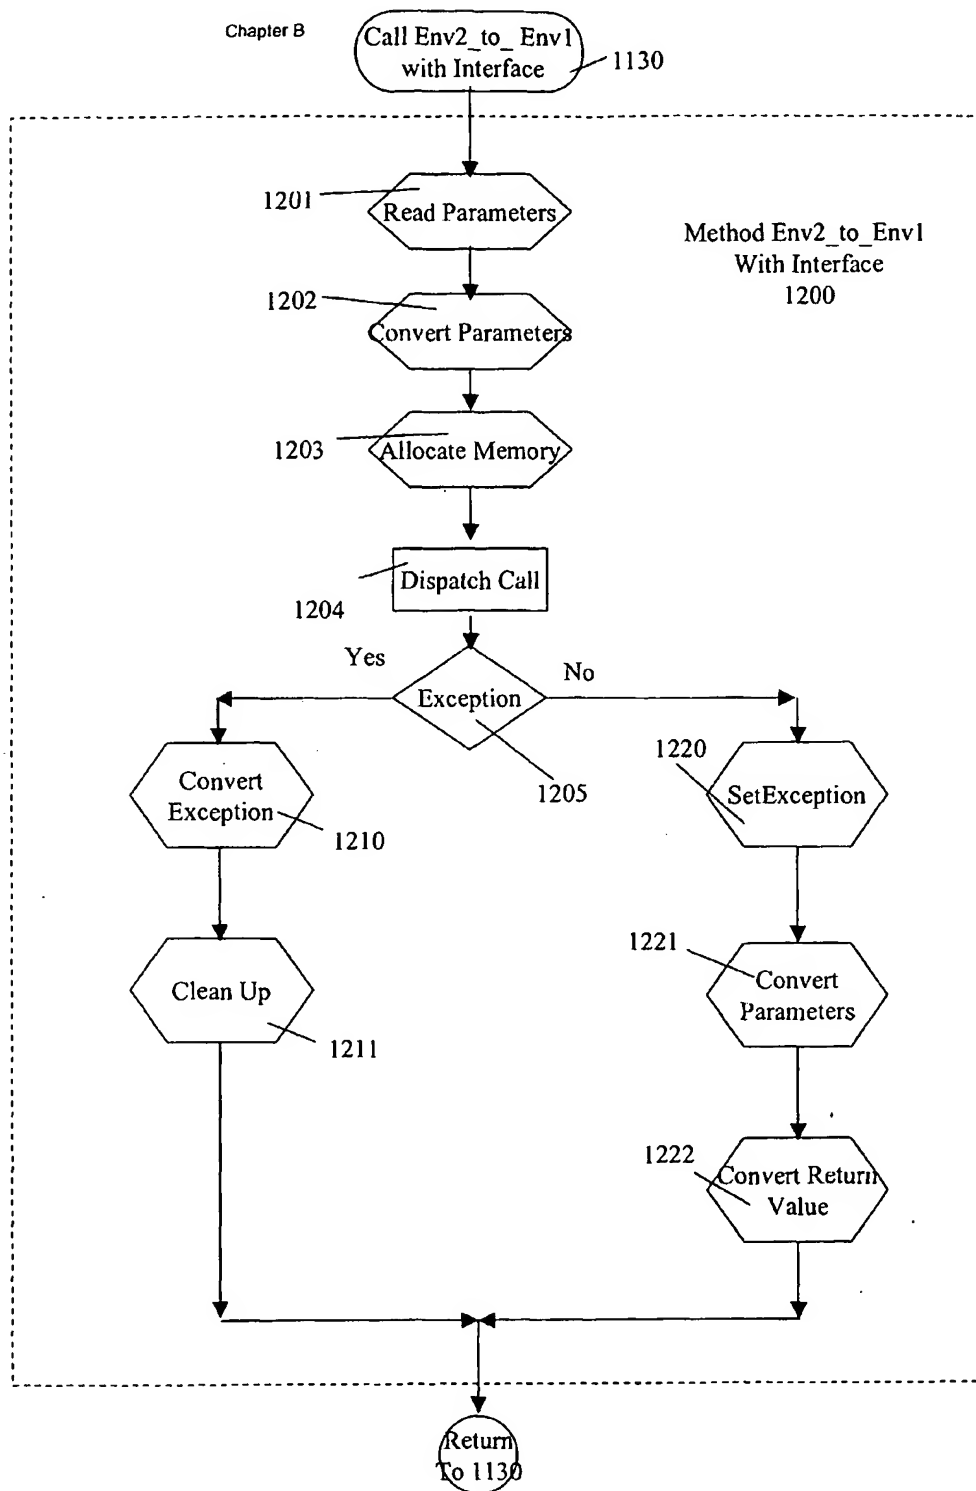 Chapter B
Call Env2_to_ Env1
with Interface
1130
1201
Read Parameters
Method Env2_to_Env1
With Interface
1200
1202
Convert Parameters
1203
Allocate Memory
Dispatch Call
1204
Yes
Exception
No
1205
Convert
Exception
1210
1220
SetException
Clean Up
1211
1221
Convert
Parameters
1222
Convert Return
Value
Return
To 1130